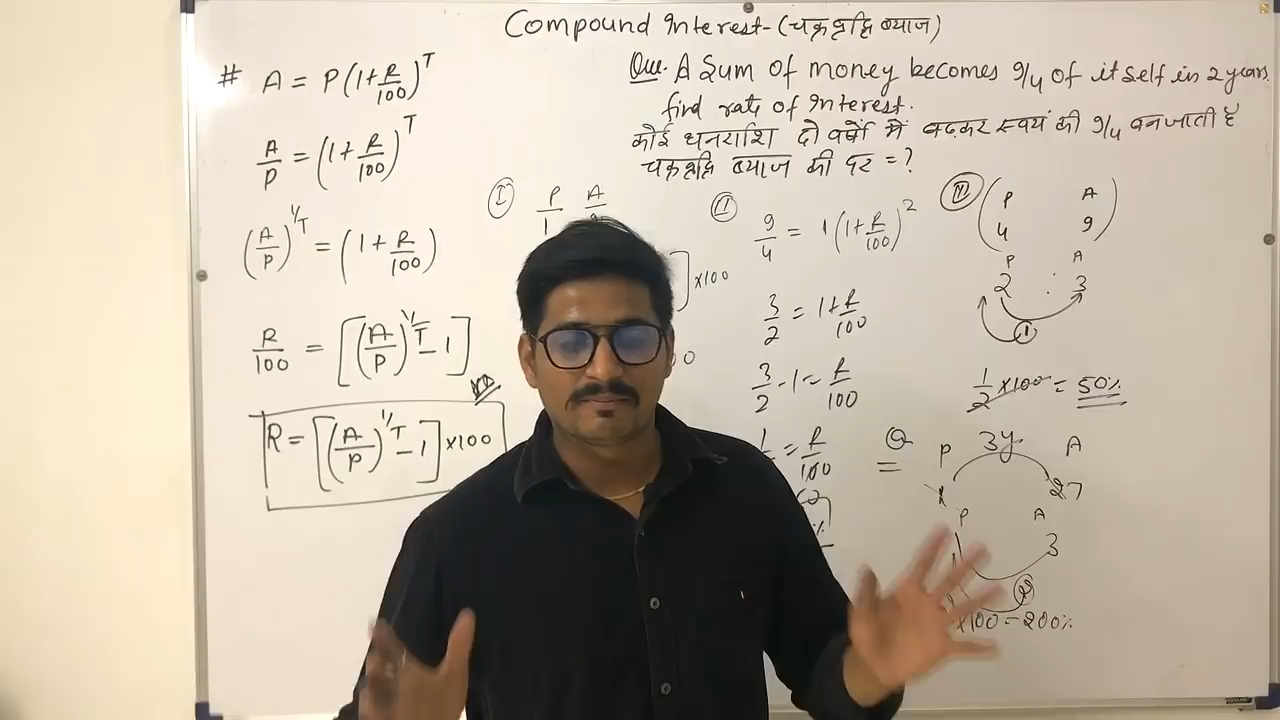 Compound Interest - (चक्रवृद्धि ब्याज)
# A = P(1+R/100)^T
A/P = (1+R/100)^T
(A/P)^1/T = (1+R/100)
R/100 = [(A/P)^1/T - 1]
R = [(A/P)^1/T - 1] ×100
Que. A Sum of money becomes 9/4 of itself in 2 years.
find rate of Interest.
कोई धनराशि दो वर्षों में बढ़कर स्वयं की 9/4 बन जाती है
चक्रवृद्धि ब्याज की दर = ?
I P A
1
] ×100
0
II 9/4 = 1(1+R/100)^2
3/2 = 1+R/100
3/2 - 1 = R/100
= R/100
%
P A
4 9
P A
2 : 3
1
1/2 ×100 = 50%
Q = P 3y A
1 27
P A
1 3
2
×100 = 200%